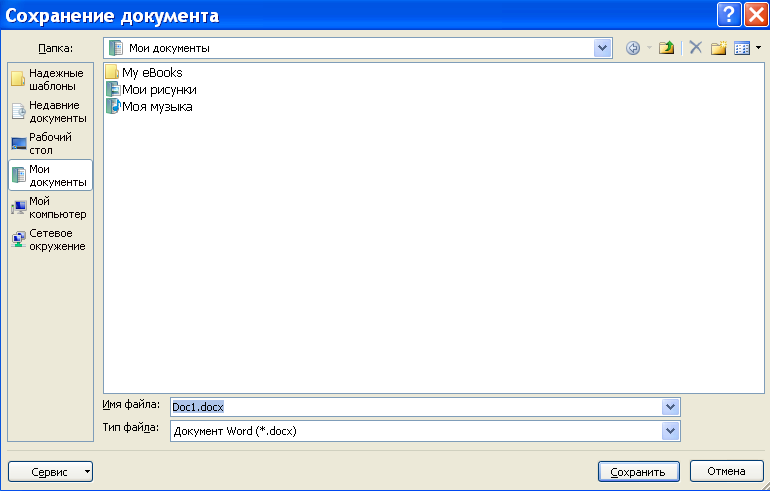 Сохранение документа
Папка:
Мои документы
Надежные
шаблоны
Недавние
документы
Рабочий
стол
Мои
документы
Мой
компьютер
Сетевое
окружение
My eBooks
Мои рисунки
Моя музыка
Имя файла:
Doc1.docx
Тип файла:
Документ Word (*.docx)
Сервис
Сохранить
Отмена